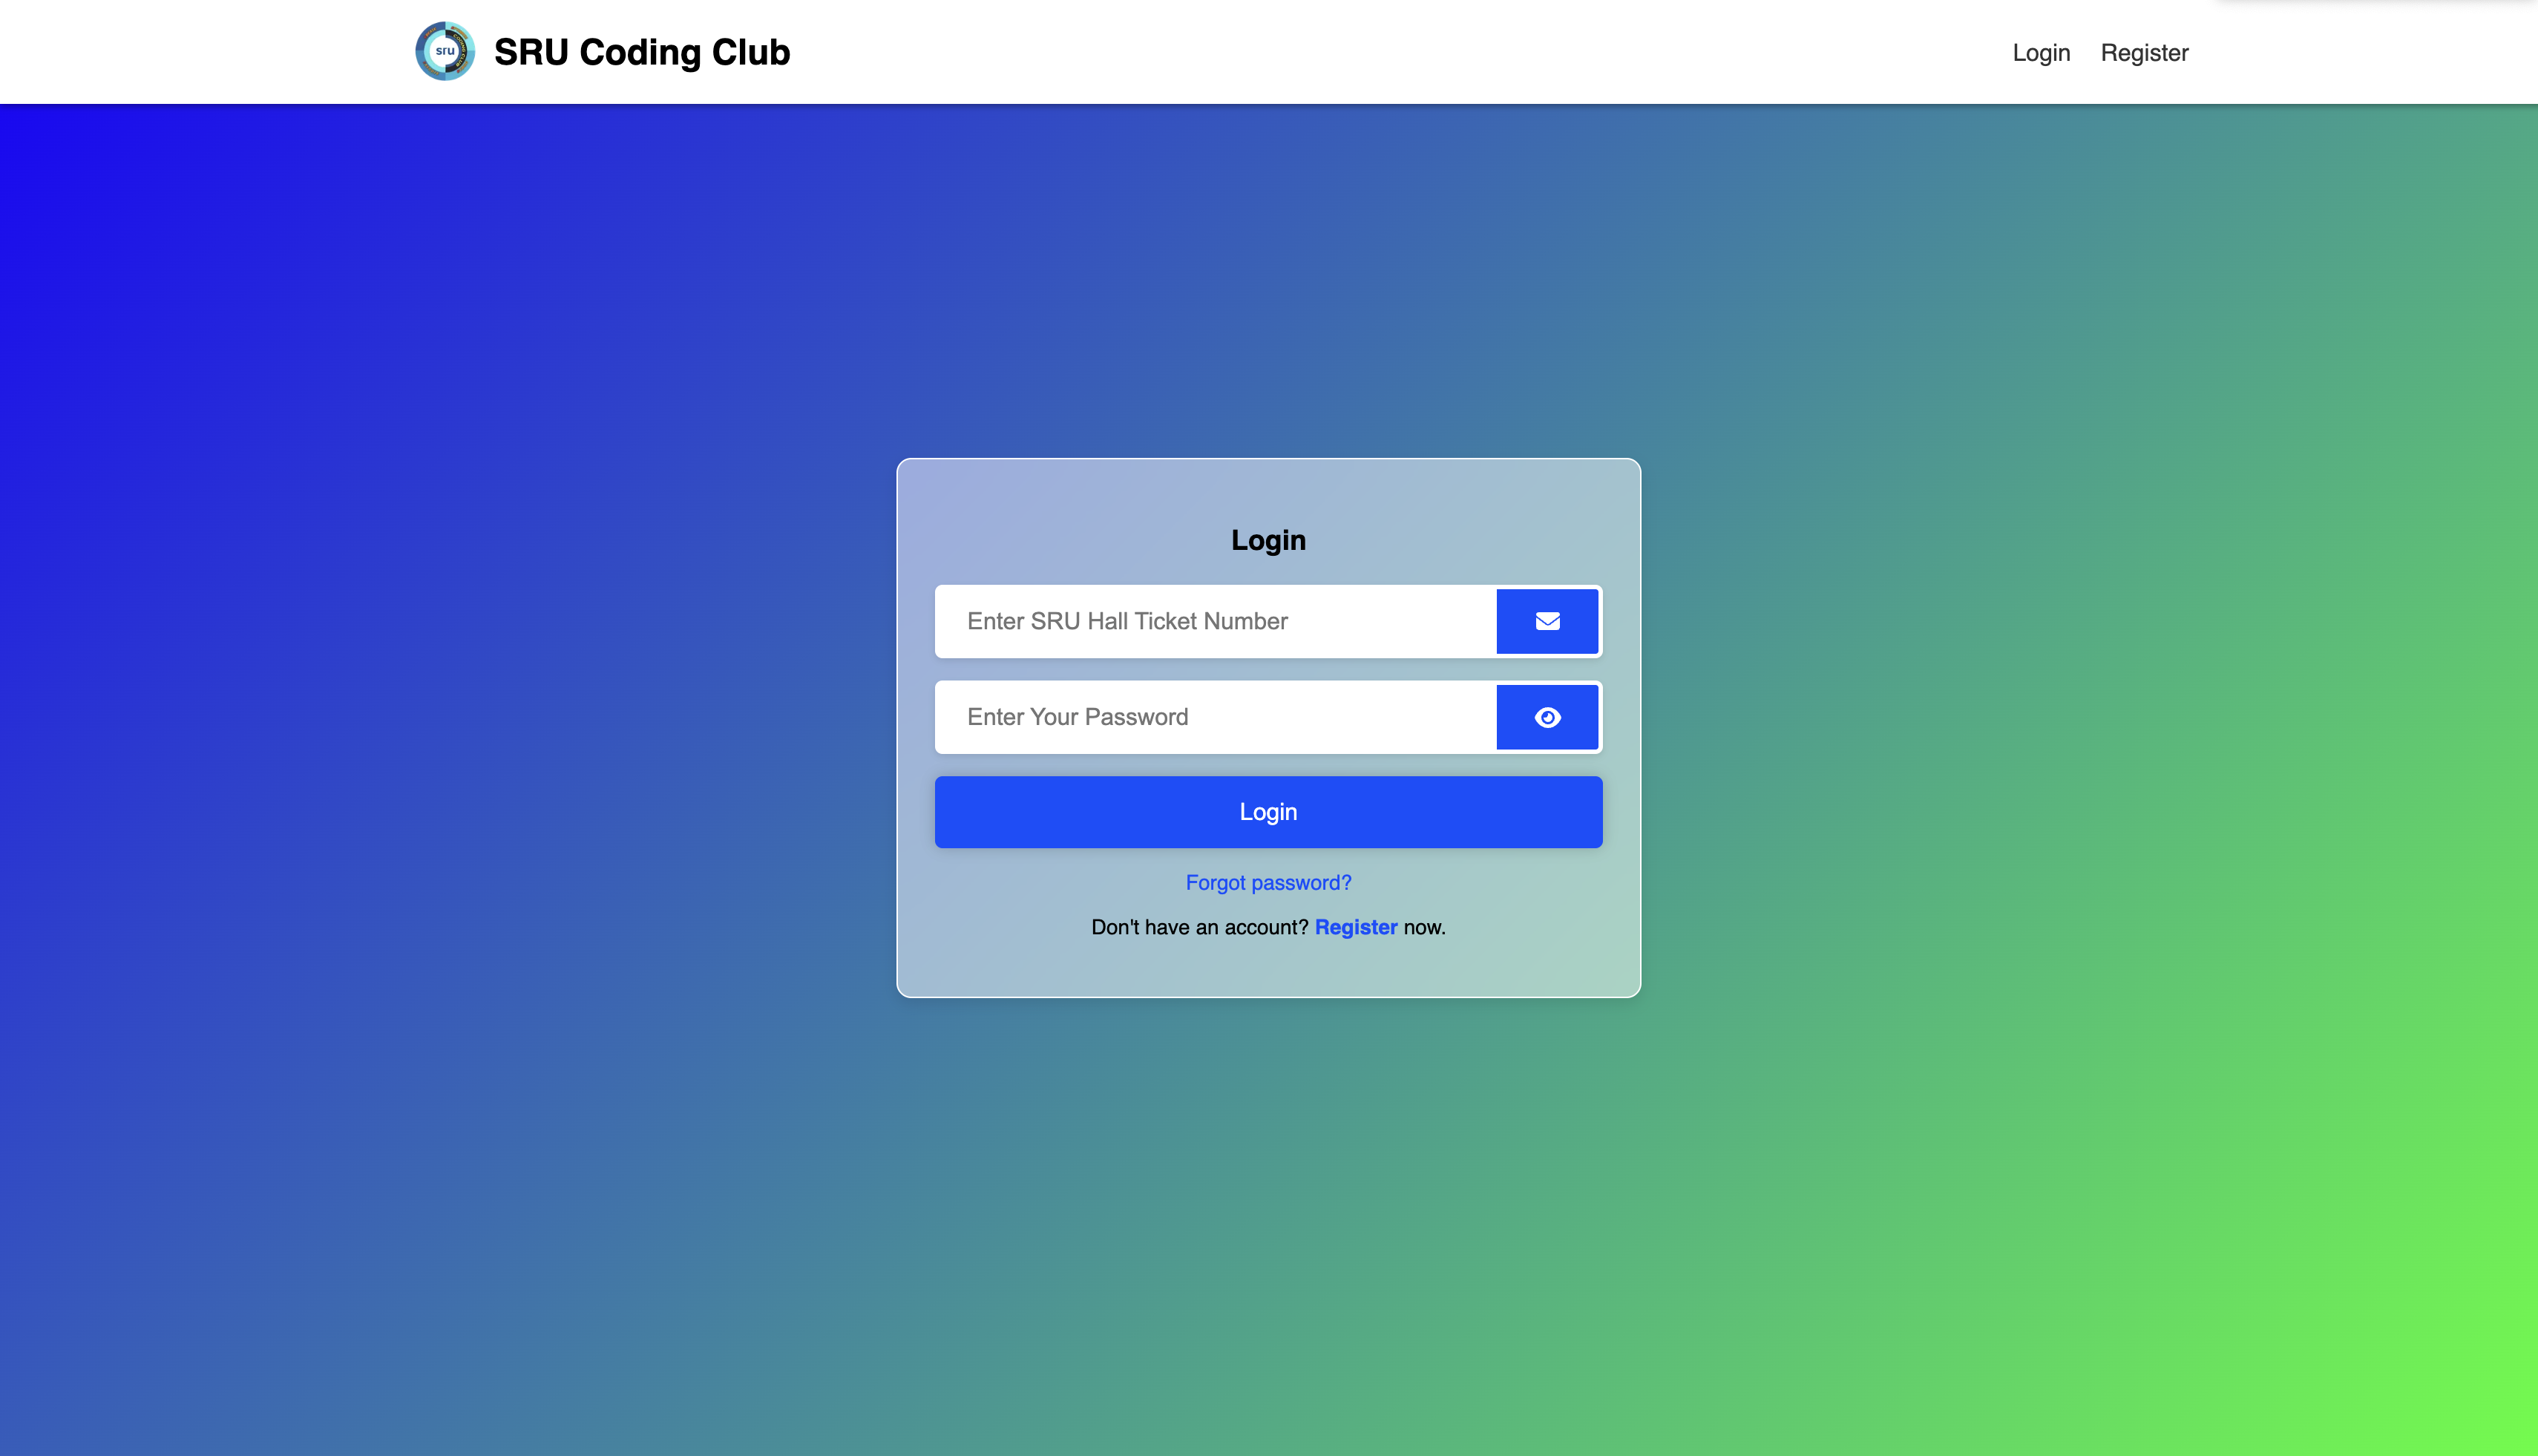 sru
SRU Coding Club
Login
Register
Login
Enter SRU Hall Ticket Number
Enter Your Password
Login
Forgot password?
Don't have an account? Register now.